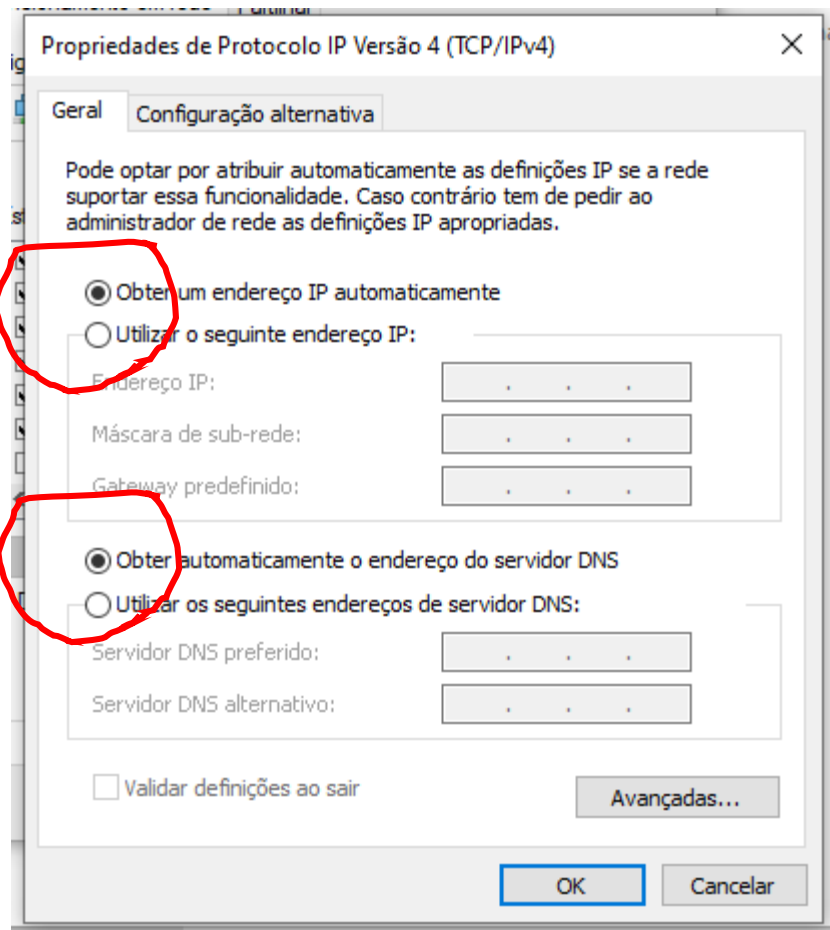 Propriedades de Protocolo IP Versão 4 (TCP/IPv4)
Geral
Configuração alternativa
Pode optar por atribuir automaticamente as definições IP se a rede
suportar essa funcionalidade. Caso contrário tem de pedir ao
administrador de rede as definições IP apropriadas.
Obter um endereço IP automaticamente
Utilizar o seguinte endereço IP:
Endereço IP:
Máscara de sub-rede:
Gateway predefinido:
Obter automaticamente o endereço do servidor DNS
Utilizar os seguintes endereços de servidor DNS:
Servidor DNS preferido:
Servidor DNS alternativo:
Validar definições ao sair
Avançadas...
OK
Cancelar